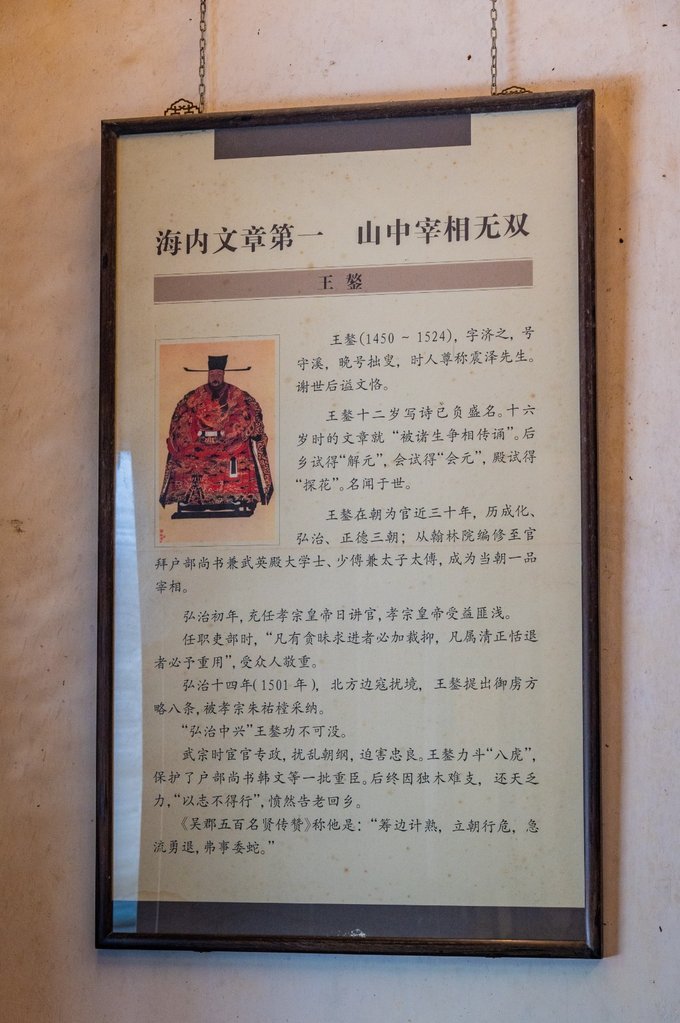 海内文章第一　山中宰相无双
王 鏊
王鏊(1450 ~ 1524)，字济之，号
守溪，晚号拙叟，时人尊称震泽先生。
谢世后谥文恪。
王鏊十二岁写诗已负盛名。十六
岁时的文章就“被诸生争相传诵”。后
乡试得“解元”，会试得“会元”，殿试得
“探花”。名闻于世。
王鏊在朝为官近三十年，历成化、
弘治、正德三朝；从翰林院编修至官
拜户部尚书兼武英殿大学士、少傅兼太子太傅，成为当朝一品
宰相。
弘治初年，充任孝宗皇帝日讲官，孝宗皇帝受益匪浅。
任职吏部时，“凡有贪昧求进者必加裁抑，凡属清正恬退
者必予重用”，受众人敬重。
弘治十四年(1501年)，北方边寇扰境，王鏊提出御虏方
略八条，被孝宗朱祐樘采纳。
“弘治中兴”王鏊功不可没。
武宗时宦官专政，扰乱朝纲，迫害忠良。王鏊力斗“八虎”，
保护了户部尚书韩文等一批重臣。后终因独木难支，还天乏
力，“以志不得行”，愤然告老回乡。
《吴郡五百名贤传赞》称他是：“筹边计熟，立朝行危，急
流勇退，弗事委蛇。”